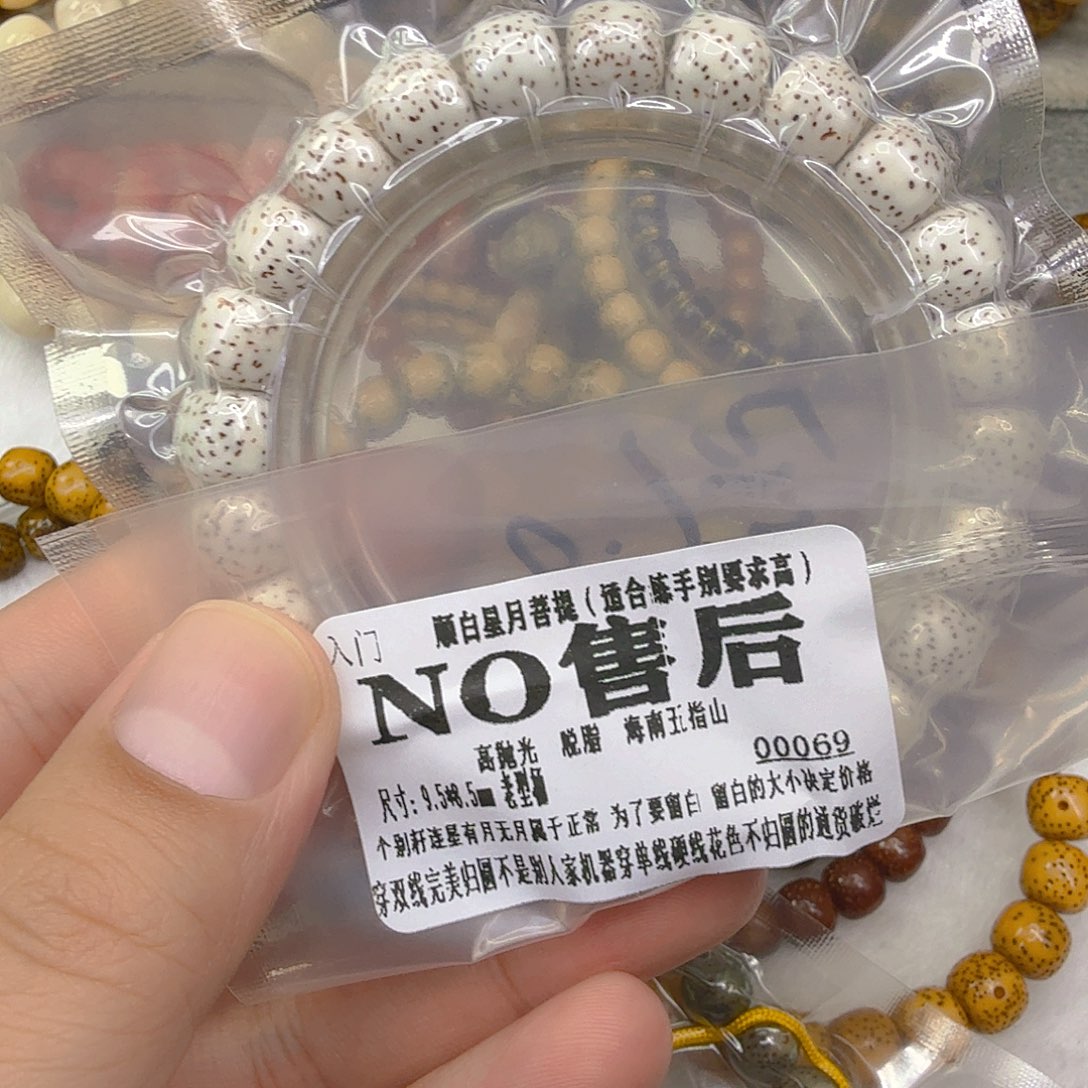 入门
顺白星月菩提(适合练手别要求高)
NO售后
高抛光 脱脂 海南五指山
00069
尺寸:9.5*8.5mm 老型
个别籽连星有月无月属于正常 为了要留白 留白的大小决定价格
穿双线完美归圆不是别人家机器穿单线硬线花色不归圆的通货破烂